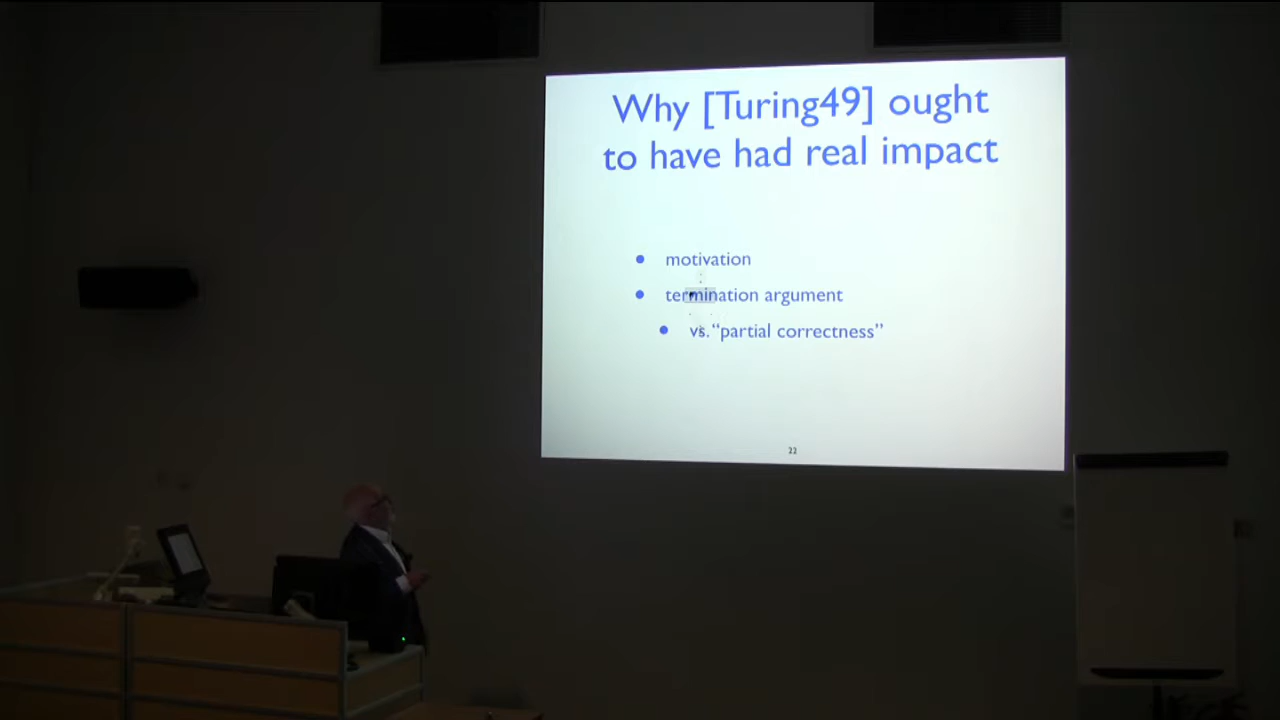 Why [Turing49] ought
to have had real impact
• motivation
• termination argument
• vs. “partial correctness”
22